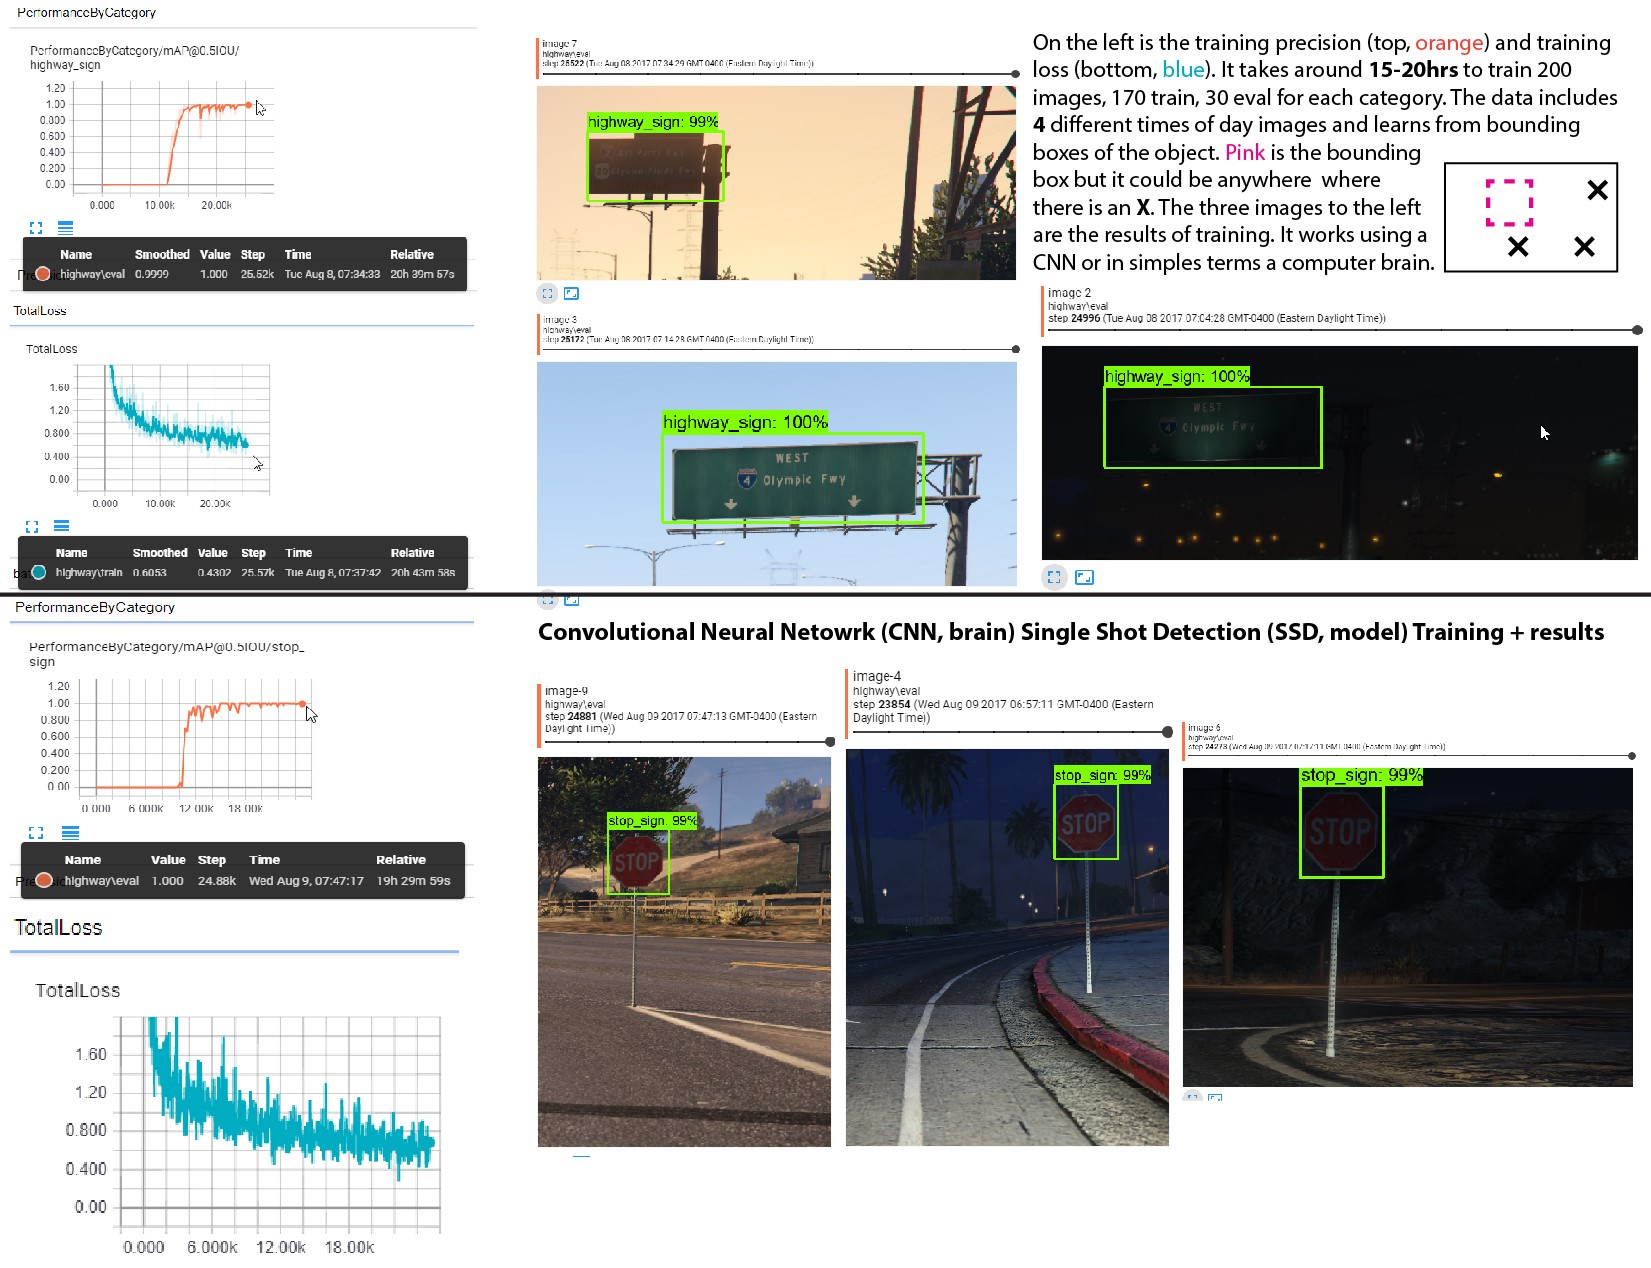 PerformanceByCategory
PerformanceByCategory/mAP@0.5IOU/
highway_sign
1.20
1.00
0.800
0.600
0.400
0.200
0.00
0.000 10.00k 20.00k
Name Smoothed Value Step Time Relative
highway\eval 0.9999 1.000 25.52k Tue Aug 8, 07:34:33 20h 39m 57s
TotalLoss
TotalLoss
1.60
1.20
0.800
0.400
0.00
0.000 10.00k 20.00k
Name Smoothed Value Step Time Relative
highway\train 0.6053 0.4302 25.57k Tue Aug 8, 07:37:42 20h 43m 58s
image-7
highway\eval
step 25522 (Tue Aug 08 2017 07:34:29 GMT-0400 (Eastern Daylight Time))
highway_sign: 99%
image-3
highway\eval
step 25172 (Tue Aug 08 2017 07:14:28 GMT-0400 (Eastern Daylight Time))
highway_sign: 100%
WEST
4 Olympic Fwy
On the left is the training precision (top, orange) and training
loss (bottom, blue). It takes around 15-20hrs to train 200
images, 170 train, 30 eval for each category. The data includes
4 different times of day images and learns from bounding
boxes of the object. Pink is the bounding
box but it could be anywhere where
there is an X. The three images to the left
are the results of training. It works using a
CNN or in simples terms a computer brain.
image-2
highway\eval
step 24996 (Tue Aug 08 2017 07:04:28 GMT-0400 (Eastern Daylight Time))
highway_sign: 100%
WEST
4 Olympic Fwy
PerformanceByCategory
PerformanceByCategory/mAP@0.5IOU/stop_
sign
1.20
1.00
0.800
0.600
0.400
0.200
0.00
0.000 6.000k 12.00k 18.00k
Name Value Step Time Relative
highway\eval 1.000 24.88k Wed Aug 9, 07:47:17 19h 29m 59s
TotalLoss
TotalLoss
1.60
1.20
0.800
0.400
0.00
0.000 6.000k 12.00k 18.00k
Convolutional Neural Netowrk (CNN, brain) Single Shot Detection (SSD, model) Training + results
image-9
highway\eval
step 24881 (Wed Aug 09 2017 07:47:13 GMT-0400 (Eastern
Daylight Time))
stop_sign: 99%
STOP
image-4
highway\eval
step 23854 (Wed Aug 09 2017 06:57:11 GMT-0400 (Eastern
Daylight Time))
stop_sign: 99%
STOP
image-6
highway\eval
step 24273 (Wed Aug 09 2017 07:17:11 GMT-0400 (Eastern Daylight Time))
stop_sign: 99%
STOP